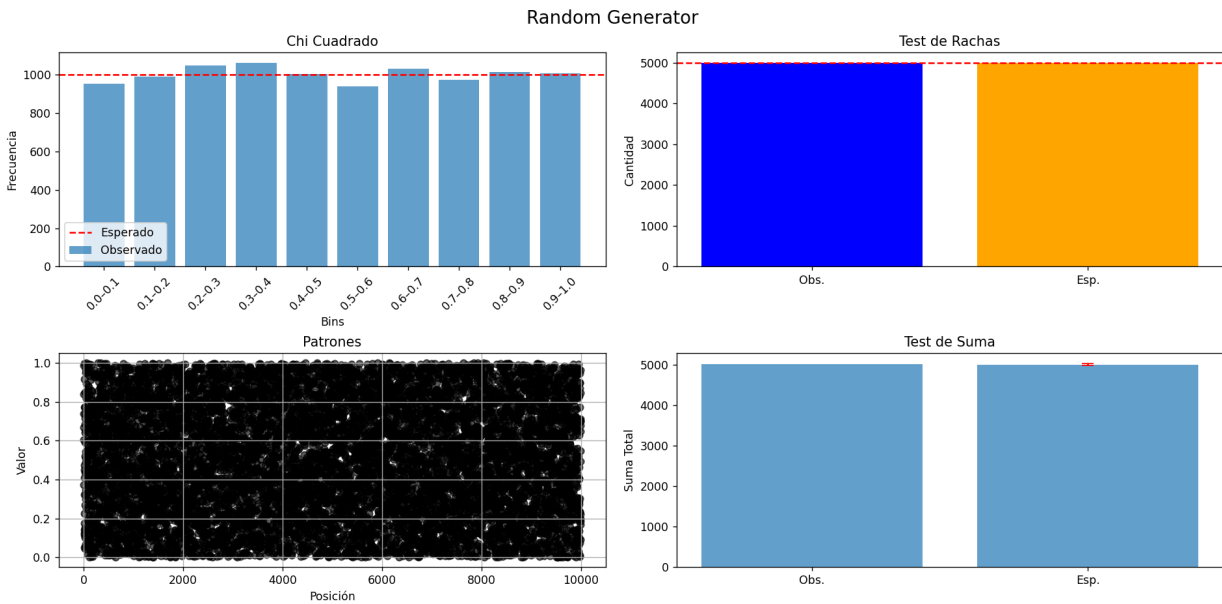 Random Generator
Chi Cuadrado
Frecuencia
1000
800
600
400
200
0
Esperado
Observado
0.0-0.1
0.1-0.2
0.2-0.3
0.3-0.4
0.4-0.5
0.5-0.6
0.6-0.7
0.7-0.8
0.8-0.9
0.9-1.0
Bins
Test de Rachas
Cantidad
5000
4000
3000
2000
1000
0
Obs.
Esp.
Patrones
Valor
1.0
0.8
0.6
0.4
0.2
0.0
0
2000
4000
6000
8000
10000
Posición
Test de Suma
Suma Total
5000
4000
3000
2000
1000
0
Obs.
Esp.